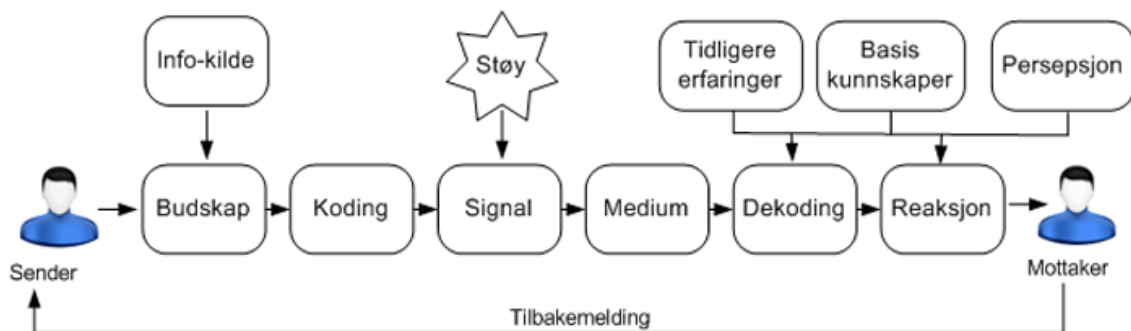 Info-kilde
Støy
Tidligere
erfaringer
Basis
kunnskaper
Persepsjon
Budskap
Koding
Signal
Medium
Dekoding
Reaksjon
Sender
Mottaker
Tilbakemelding